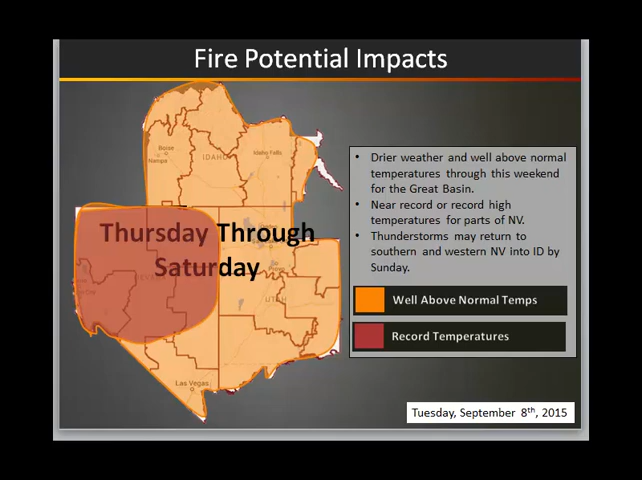 Fire Potential Impacts
Boise
Nampa
IDAHO
Idaho Falls
Thursday Through
Saturday
UTAH
Las Vegas
• Drier weather and well above normal
temperatures through this weekend
for the Great Basin.
• Near record or record high
temperatures for parts of NV.
• Thunderstorms may return to
southern and western NV into ID by
Sunday.
Well Above Normal Temps
Record Temperatures
Tuesday, September 8th, 2015